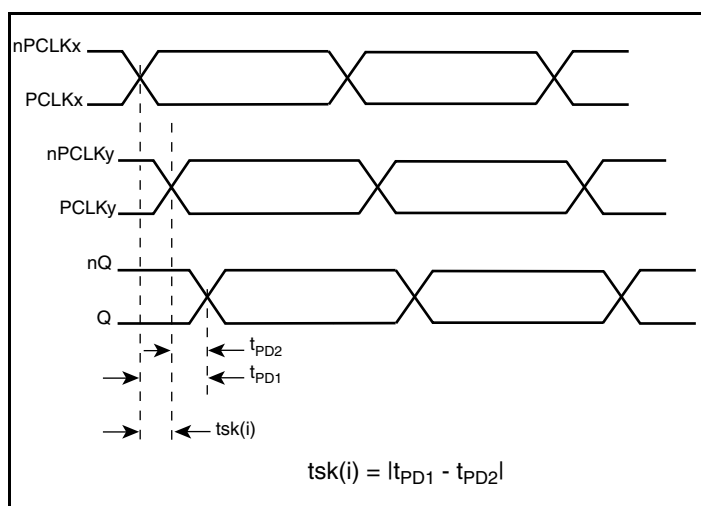 nPCLKx
PCLKx
nPCLKy
PCLKy
nQ
Q
tPD2
tPD1
tsk(i)
tsk(i) = |tPD1 - tPD2|